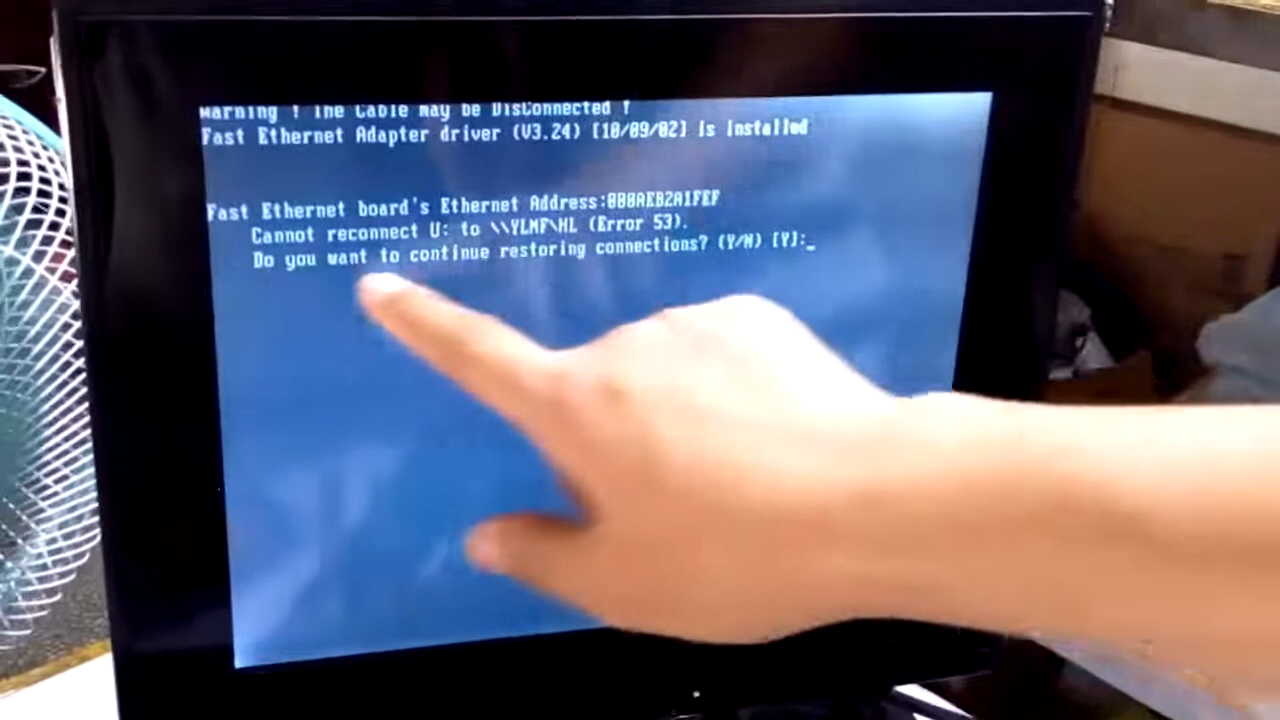 Warning ! The Cable may be DisConnected !
Fast Ethernet Adapter driver (V3.24) [10/09/02] is installed
Fast Ethernet board's Ethernet Address:000AEB2A1FEF
Cannot reconnect U: to \\YLMF\HL (Error 53).
Do you want to continue restoring connections? (Y/N) [Y]:_